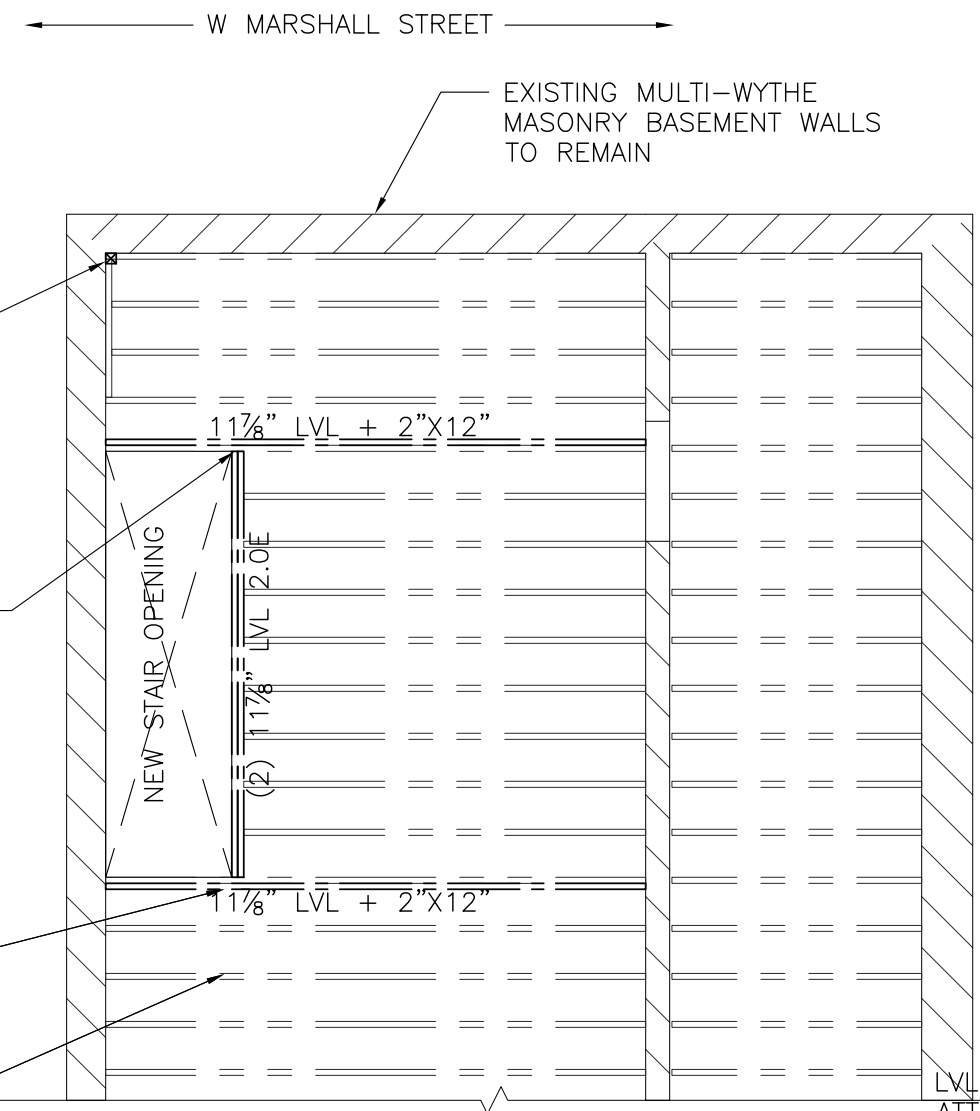 W MARSHALL STREET
EXISTING MULTI-WYTHE
MASONRY BASEMENT WALLS
TO REMAIN
11⅞" LVL + 2"X12"
NEW STAIR OPENING
(2) 11⅞" LVL 2.0E
11⅞" LVL + 2"X12"
LVL